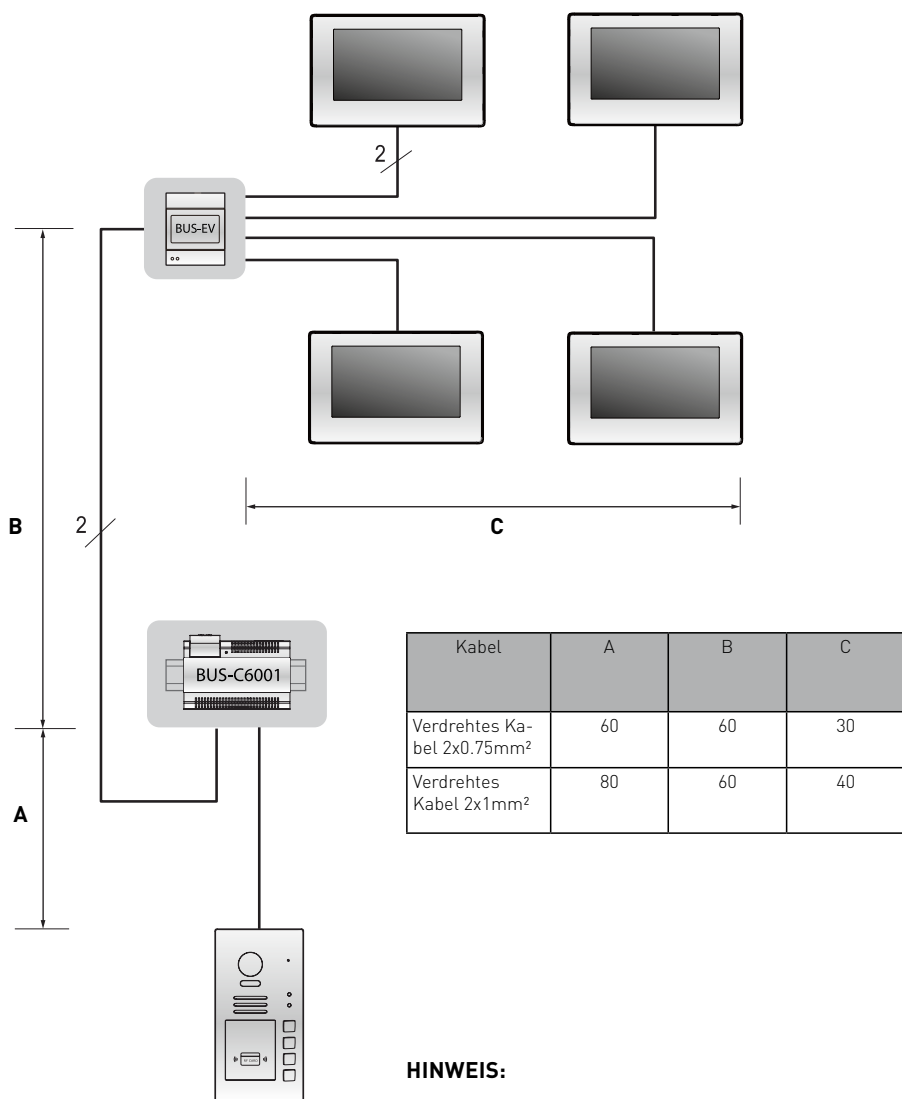 2
BUS-EV
B
2
C
BUS-C6001
Kabel A B C
Verdrehtes Ka-
bel 2x0.75mm² 60 60 30
Verdrehtes
Kabel 2x1mm² 80 60 40
A
HINWEIS: